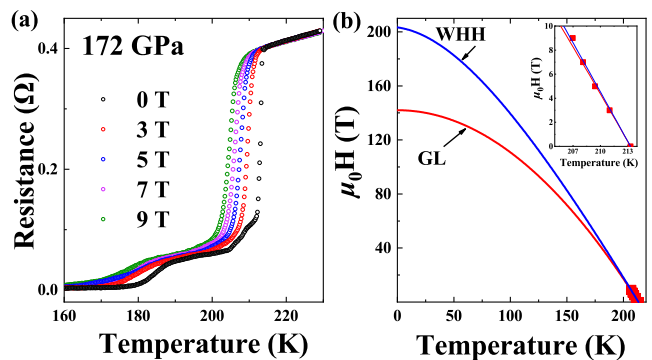 (a)
172 GPa
0 T
3 T
5 T
7 T
9 T
Resistance (Ω)
0.4
0.2
0.0
160
180
200
220
Temperature (K)
(b)
WHH
GL
μ₀H (T)
200
160
120
80
40
0
50
100
150
200
Temperature (K)
μ₀H (T)
10
8
6
4
2
0
207
210
213
Temperature (K)